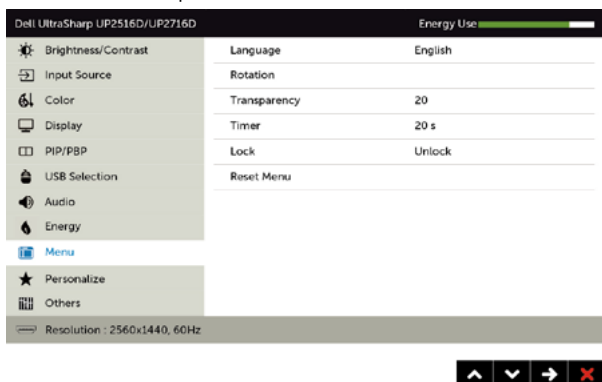 Dell UltraSharp UP2516D/UP2716D Energy Use
Brightness/Contrast Language English
Input Source Rotation
Color Transparency 20
Display Timer 20 s
PIP/PBP Lock Unlock
USB Selection Reset Menu
Audio
Energy
Menu
Personalize
Others
Resolution : 2560x1440, 60Hz